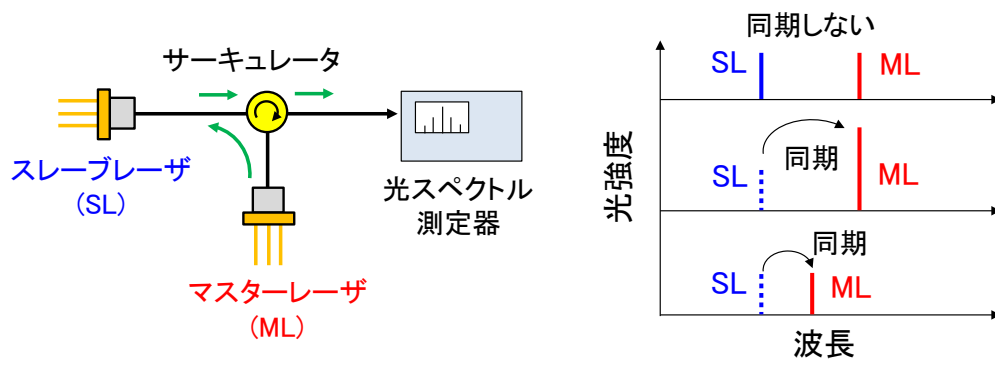 サーキュレータ
スレーブレーザ
(SL)
マスターレーザ
(ML)
光スペクトル
測定器
同期しない
SL
ML
同期
SL
ML
同期
SL
ML
光強度
波長